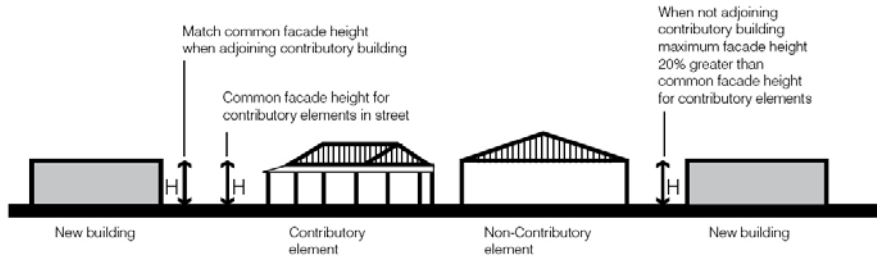 Match common facade height
when adjoining contributory building
Common facade height for
contributory elements in street
When not adjoining
contributory building
maximum facade height
20% greater than
common facade height
for contributory elements
H
H
H
New building
Contributory
element
Non-Contributory
element
New building